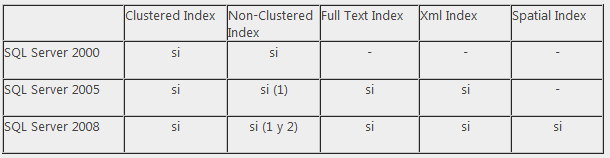 Clustered Index Non-Clustered Index Full Text Index Xml Index Spatial Index
SQL Server 2000 si si - - -
SQL Server 2005 si si (1) si si -
SQL Server 2008 si si (1 y 2) si si si